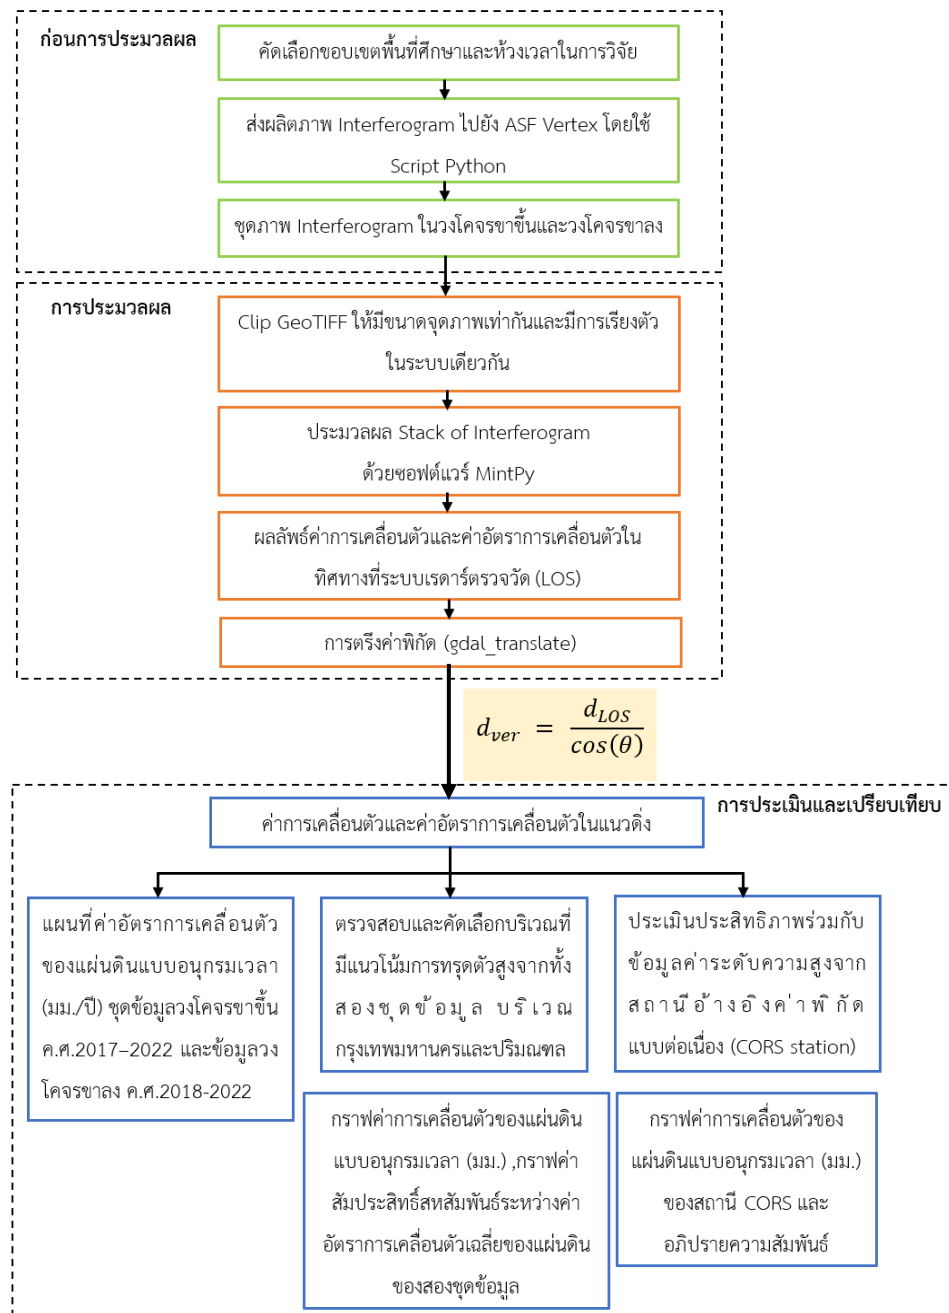 ก่อนการประมวลผล
คัดเลือกขอบเขตพื้นที่ศึกษาและห้วงเวลาในการวิจัย
ส่งผลิตภาพ Interferogram ไปยัง ASF Vertex โดยใช้
Script Python
ชุดภาพ Interferogram ในวงโคจรขาขึ้นและวงโคจรขาลง
การประมวลผล
Clip GeoTIFF ให้มีขนาดจุดภาพเท่ากันและมีการเรียงตัว
ในระบบเดียวกัน
ประมวลผล Stack of Interferogram
ด้วยซอฟต์แวร์ MintPy
ผลลัพธ์ค่าการเคลื่อนตัวและค่าอัตราการเคลื่อนตัวใน
ทิศทางที่ระบบเรดาร์ตรวจวัด (LOS)
การตรึงค่าพิกัด (gdal_translate)
d_ver = d_LOS / cos(θ)
การประเมินและเปรียบเทียบ
ค่าการเคลื่อนตัวและค่าอัตราการเคลื่อนตัวในแนวดิ่ง
แผนที่ค่าอัตราการเคลื่อนตัว
ของแผ่นดินแบบอนุกรมเวลา
(มม./ปี) ชุดข้อมูลวงโคจรขาขึ้น
ค.ศ.2017–2022 และข้อมูลวง
โคจรขาลง ค.ศ.2018-2022
ตรวจสอบและคัดเลือกบริเวณที่
มีแนวโน้มการทรุดตัวสูงจากทั้ง
สองชุดข้อมูล บริเวณ
กรุงเทพมหานครและปริมณฑล
ประเมินประสิทธิภาพร่วมกับ
ข้อมูลค่าระดับความสูงจาก
สถานีอ้างอิงค่าพิกัด
แบบต่อเนื่อง (CORS station)
กราฟค่าการเคลื่อนตัวของแผ่นดิน
แบบอนุกรมเวลา (มม.) ,กราฟค่า
สัมประสิทธิ์สหสัมพันธ์ระหว่างค่า
อัตราการเคลื่อนตัวเฉลี่ยของแผ่นดิน
ของสองชุดข้อมูล
กราฟค่าการเคลื่อนตัวของ
แผ่นดินแบบอนุกรมเวลา (มม.)
ของสถานี CORS และ
อภิปรายความสัมพันธ์